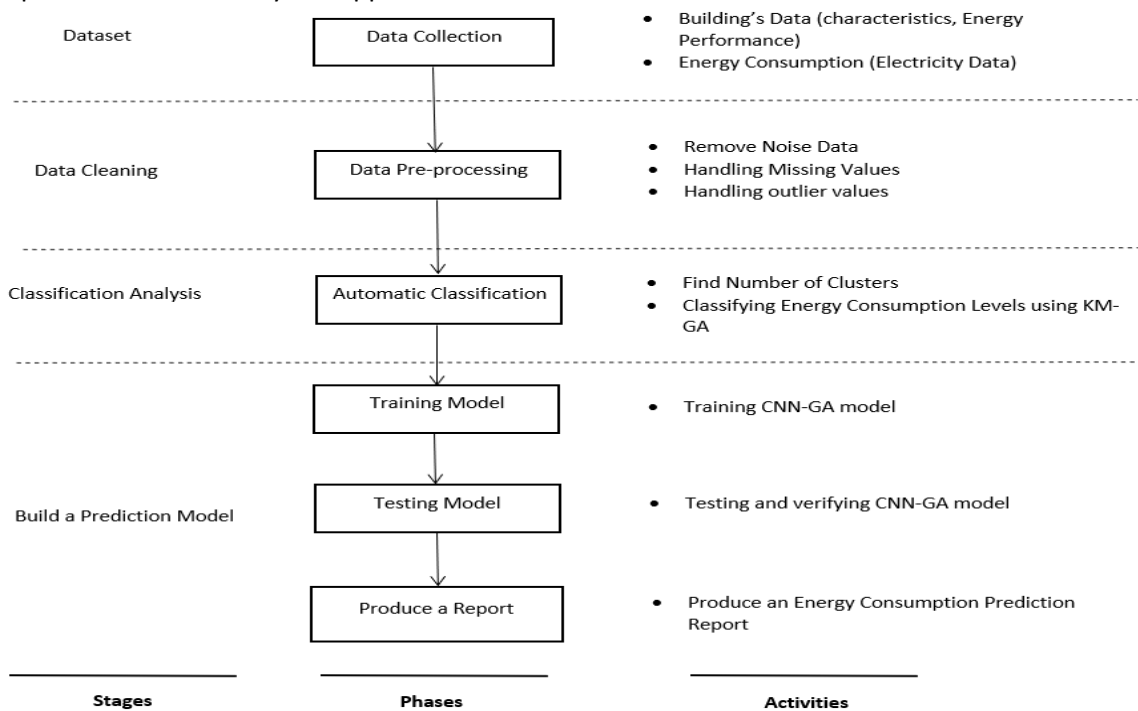 Dataset
Data Collection
• Building’s Data (characteristics, Energy
Performance)
• Energy Consumption (Electricity Data)
Data Cleaning
Data Pre-processing
• Remove Noise Data
• Handling Missing Values
• Handling outlier values
Classification Analysis
Automatic Classification
• Find Number of Clusters
• Classifying Energy Consumption Levels using KM-
GA
Build a Prediction Model
Training Model
• Training CNN-GA model
Testing Model
• Testing and verifying CNN-GA model
Produce a Report
• Produce an Energy Consumption Prediction
Report
Stages
Phases
Activities